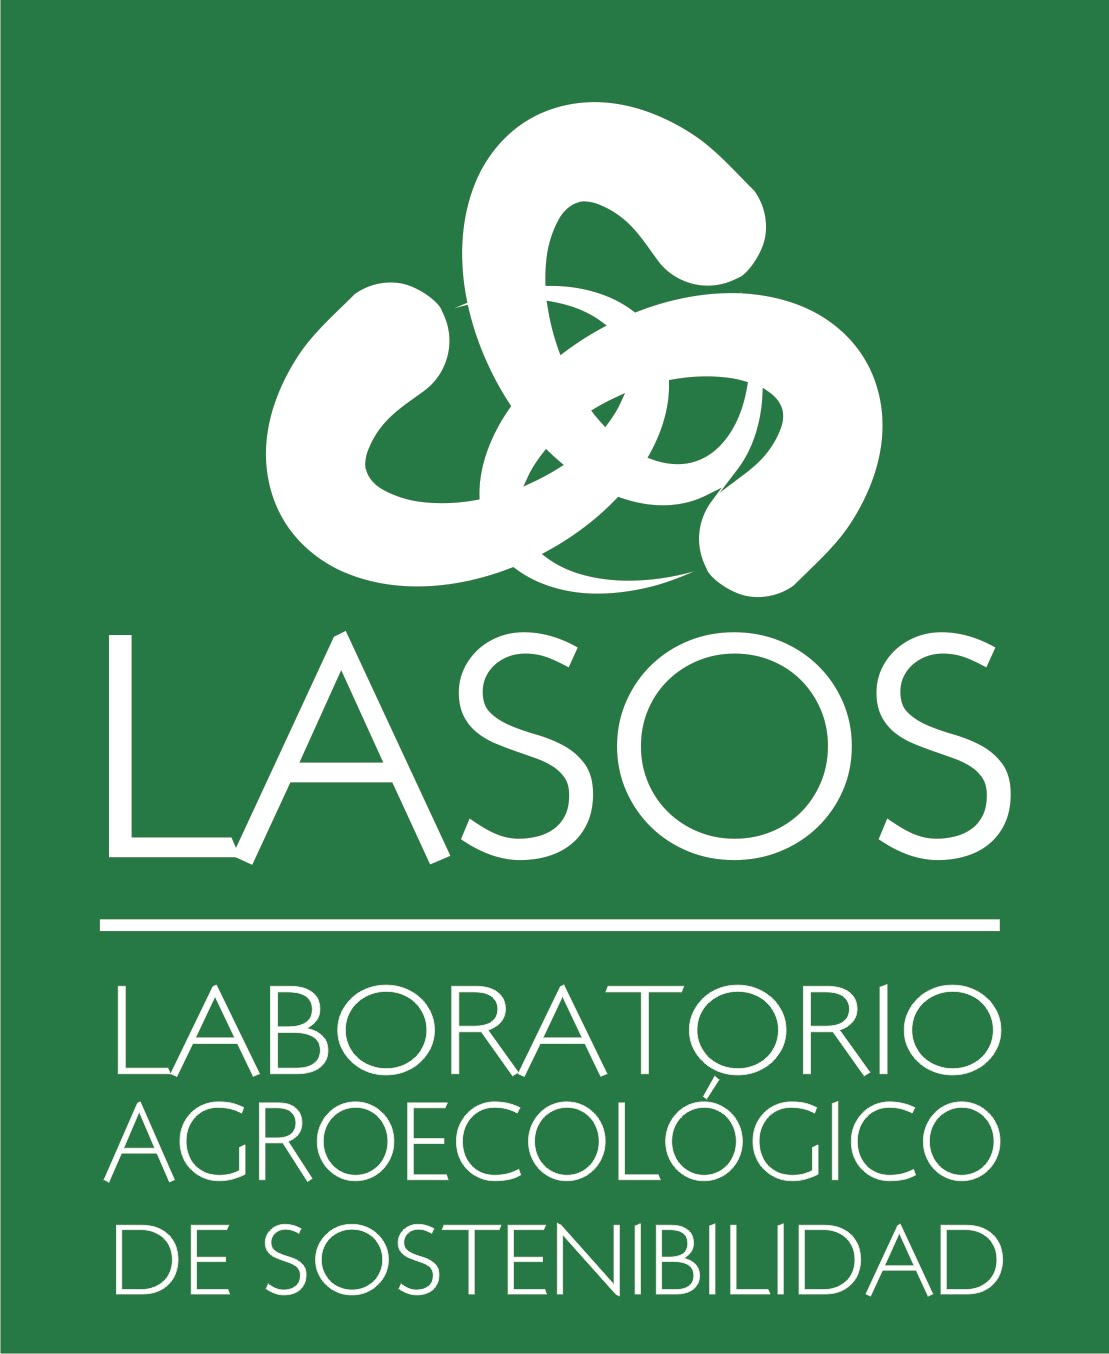 LASOS
LABORATORIO
AGROECOLÓGICO
DE SOSTENIBILIDAD